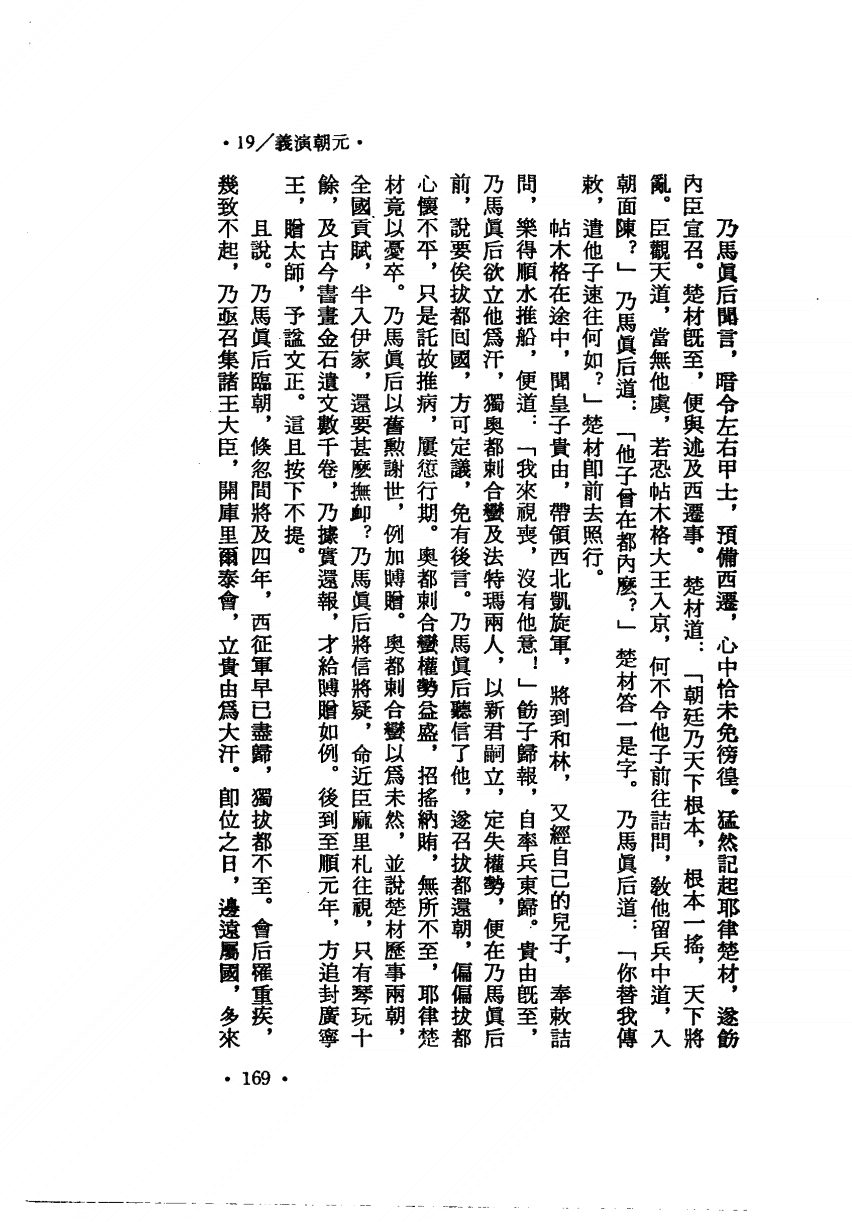 •19／義演朝元•
乃馬眞后聞言，暗令左右甲士，預備西遷，心中恰未免徬徨。猛然記起耶律楚材，遂飭
內臣宣召。楚材旣至，便與述及西遷事。楚材道：「朝廷乃天下根本，根本一搖，天下將
亂。臣觀天道，當無他虞，若恐帖木格大王入京，何不令他子前往詰問，敎他留兵中道，入
朝面陳？」乃馬眞后道：「他子曾在都內麼？」楚材答一是字。乃馬眞后道：「你替我傳
敕，遣他子速往何如？」楚材卽前去照行。
帖木格在途中，聞皇子貴由，帶領西北凱旋軍，將到和林，又經自己的兒子，奉敕詰
問，樂得順水推船，便道：「我來視喪，沒有他意！」飭子歸報，自率兵東歸。貴由旣至，
乃馬眞后欲立他爲汗，獨奧都剌合蠻及法特瑪兩人，以新君嗣立，定失權勢，便在乃馬眞后
前，說要俟拔都回國，方可定議，免有後言。乃馬眞后聽信了他，遂召拔都還朝，偏偏拔都
心懷不平，只是託故推病，屢愆行期。奧都剌合蠻權勢益盛，招搖納賄，無所不至，耶律楚
材竟以憂卒。乃馬眞后以舊勳謝世，例加賻贈。奧都剌合蠻以爲未然，並說楚材歷事兩朝，
全國貢賦，半入伊家，還要甚麼撫卹？乃馬眞后將信將疑，命近臣麻里札往視，只有琴玩十
餘，及古今書畫金石遺文數千卷，乃據實還報，才給賻贈如例。後到至順元年，方追封廣寧
王，贈太師，予諡文正。這且按下不提。
且說。乃馬眞后臨朝，倏忽間將及四年，西征軍早已盡歸，獨拔都不至。會后罹重疾，
幾致不起，乃亟召集諸王大臣，開庫里爾泰會，立貴由爲大汗。卽位之日，邊遠屬國，多來
•169•